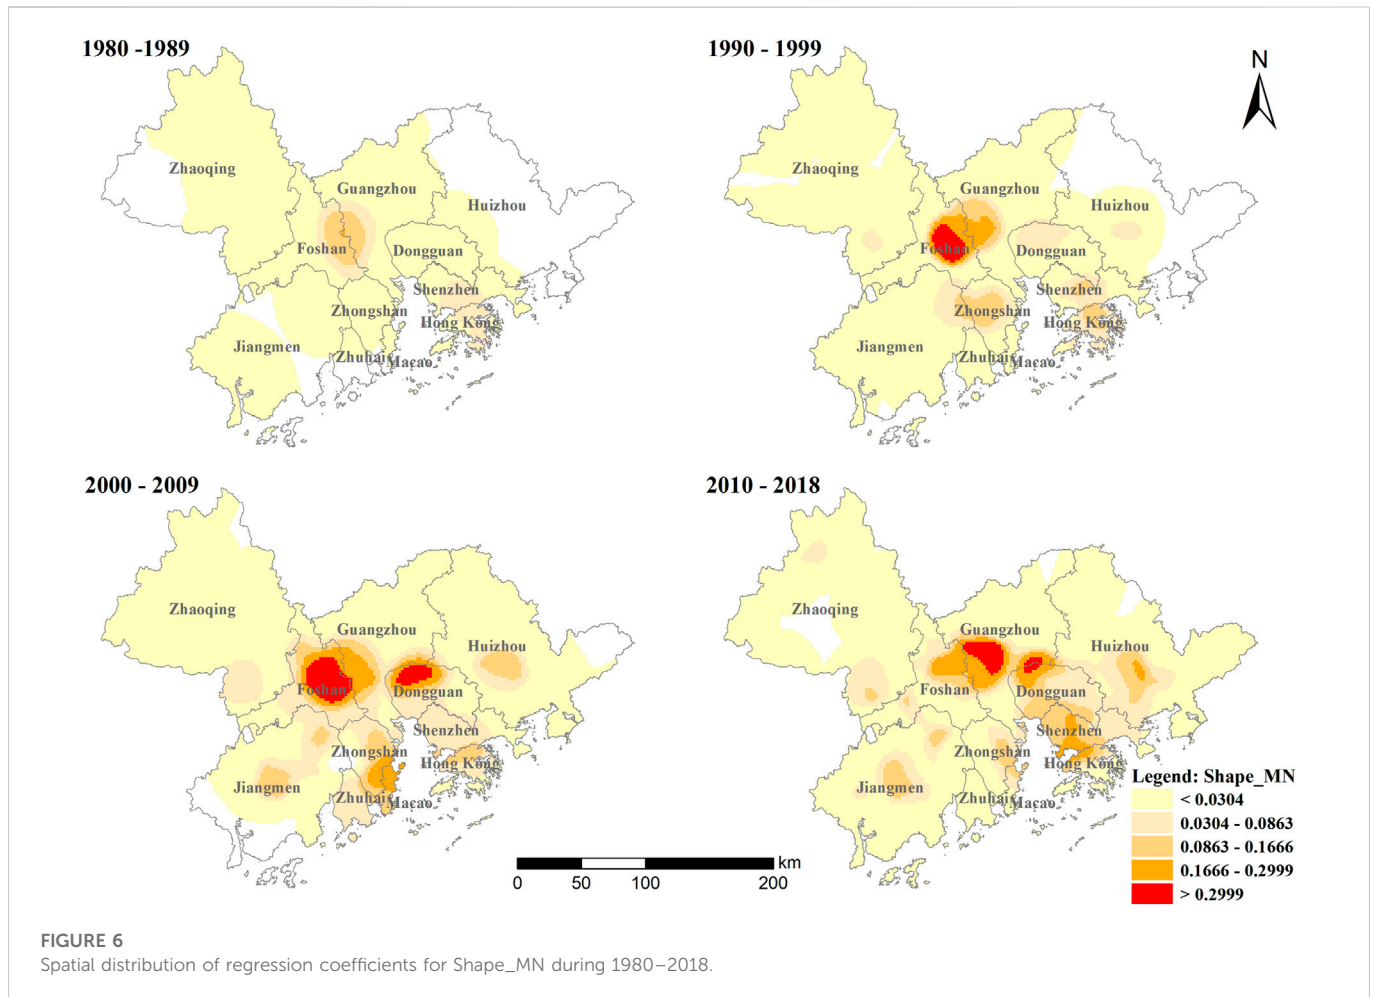 1980 -1989
Zhaoqing
Guangzhou
Huizhou
Foshan
Dongguan
Shenzhen
Zhongshan
Hong Kong
Jiangmen
Zhuhai
Macao
1990 - 1999
N
Zhaoqing
Guangzhou
Huizhou
Foshan
Dongguan
Shenzhen
Zhongshan
Hong Kong
Jiangmen
Zhuhai
Macao
2000 - 2009
Zhaoqing
Guangzhou
Huizhou
Foshan
Dongguan
Shenzhen
Zhongshan
Hong Kong
Jiangmen
Zhuhai
Macao
2010 - 2018
Zhaoqing
Guangzhou
Huizhou
Foshan
Dongguan
Shenzhen
Zhongshan
Hong Kong
Jiangmen
Zhuhai
Macao
Legend: Shape_MN
< 0.0304
0.0304 - 0.0863
0.0863 - 0.1666
0.1666 - 0.2999
> 0.2999
km
0 50 100 200
FIGURE 6
Spatial distribution of regression coefficients for Shape_MN during 1980–2018.